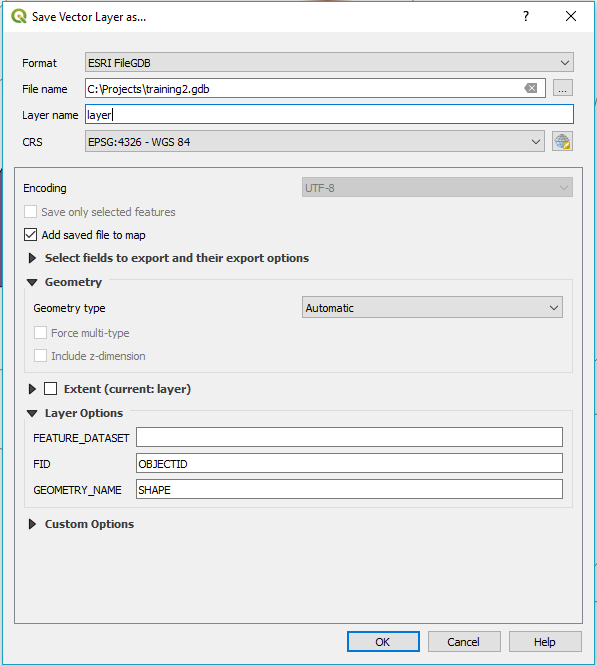 Save Vector Layer as...
Format ESRI FileGDB
File name C:\Projects\training2.gdb ...
Layer name layer
CRS EPSG:4326 - WGS 84
Encoding UTF-8
Save only selected features
Add saved file to map
Select fields to export and their export options
Geometry
Geometry type Automatic
Force multi-type
Include z-dimension
Extent (current: layer)
Layer Options
FEATURE_DATASET
FID OBJECTID
GEOMETRY_NAME SHAPE
Custom Options
OK Cancel Help